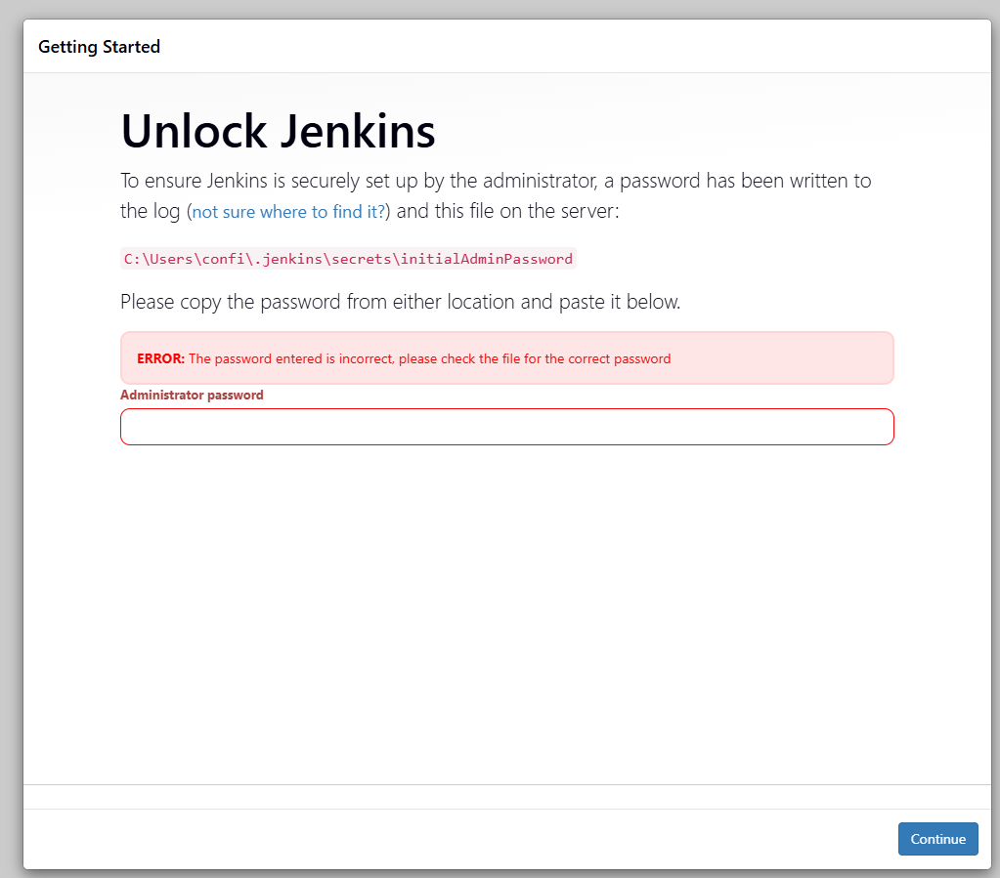 Getting Started
Unlock Jenkins
To ensure Jenkins is securely set up by the administrator, a password has been written to
the log (not sure where to find it?) and this file on the server:
C:\Users\confi\.jenkins\secrets\initialAdminPassword
Please copy the password from either location and paste it below.
ERROR: The password entered is incorrect, please check the file for the correct password
Administrator password
Continue